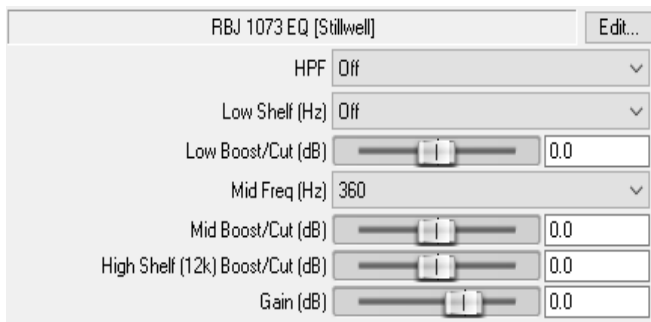 RBJ 1073 EQ [Stillwell] Edit...
HPF Off
Low Shelf (Hz) Off
Low Boost/Cut (dB) 0.0
Mid Freq (Hz) 360
Mid Boost/Cut (dB) 0.0
High Shelf (12k) Boost/Cut (dB) 0.0
Gain (dB) 0.0